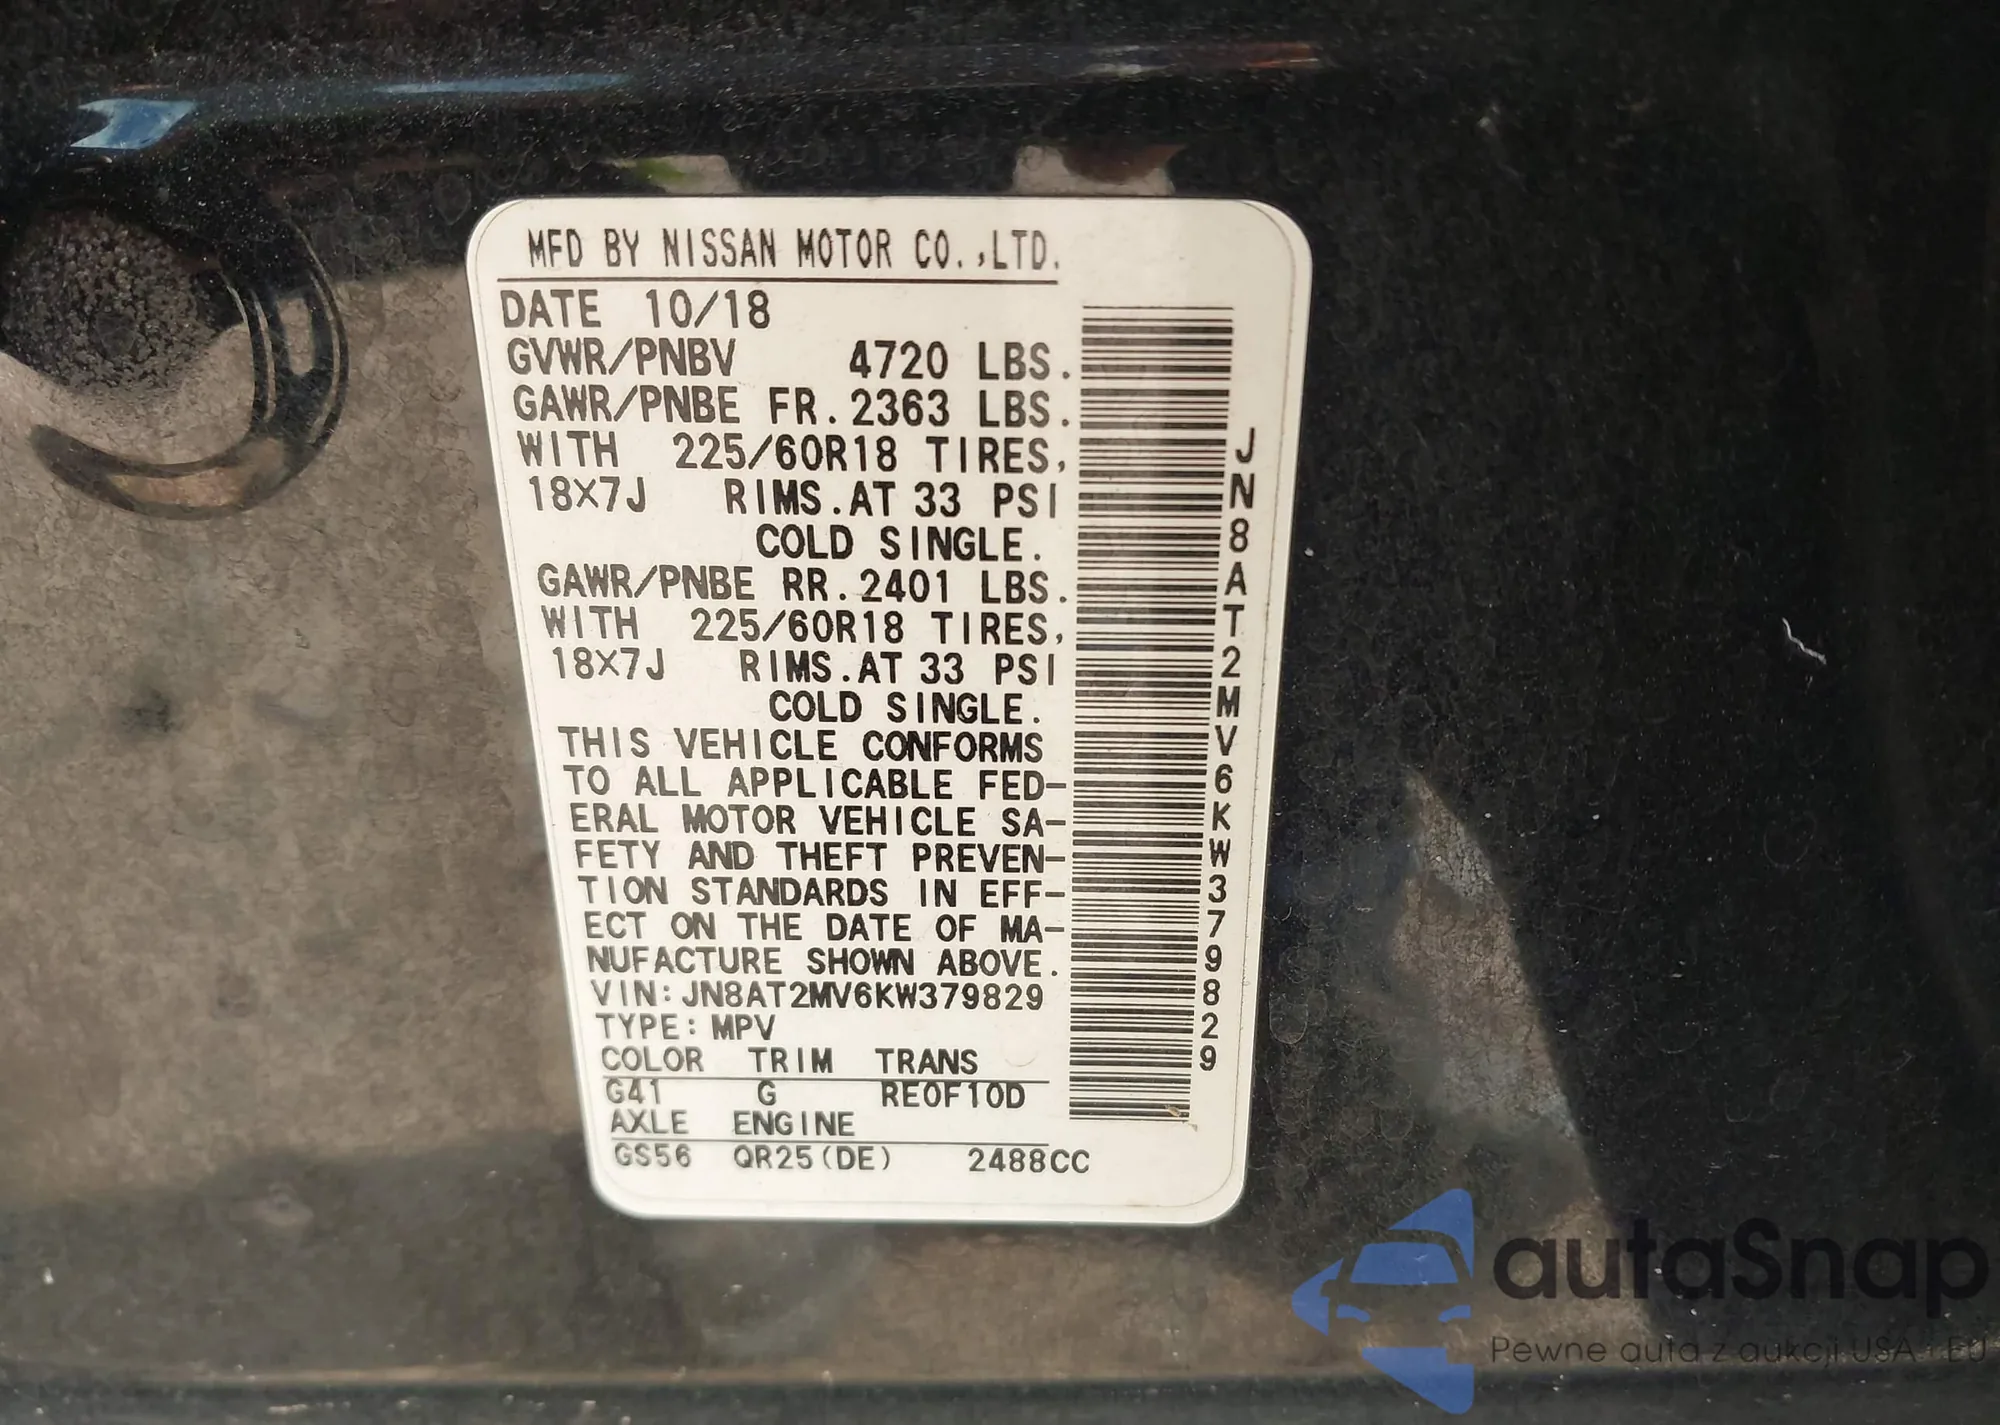 MFD BY NISSAN MOTOR CO.,LTD.
DATE 10/18
GVWR/PNBV 4720 LBS.
GAWR/PNBE FR.2363 LBS.
WITH 225/60R18 TIRES,
18X7J RIMS.AT 33 PSI
COLD SINGLE.
GAWR/PNBE RR.2401 LBS.
WITH 225/60R18 TIRES,
18X7J RIMS.AT 33 PSI
COLD SINGLE.
THIS VEHICLE CONFORMS
TO ALL APPLICABLE FED-
ERAL MOTOR VEHICLE SA-
FETY AND THEFT PREVEN-
TION STANDARDS IN EFF-
ECT ON THE DATE OF MA-
NUFACTURE SHOWN ABOVE.
VIN:JN8AT2MV6KW379829
TYPE:MPV
COLOR TRIM TRANS
G41 G RE0F10D
AXLE ENGINE
GS56 QR25(DE) 2488CC
JN8AT2MV6KW379829
autaSnap
Pewne auta z aukcji USA i EU